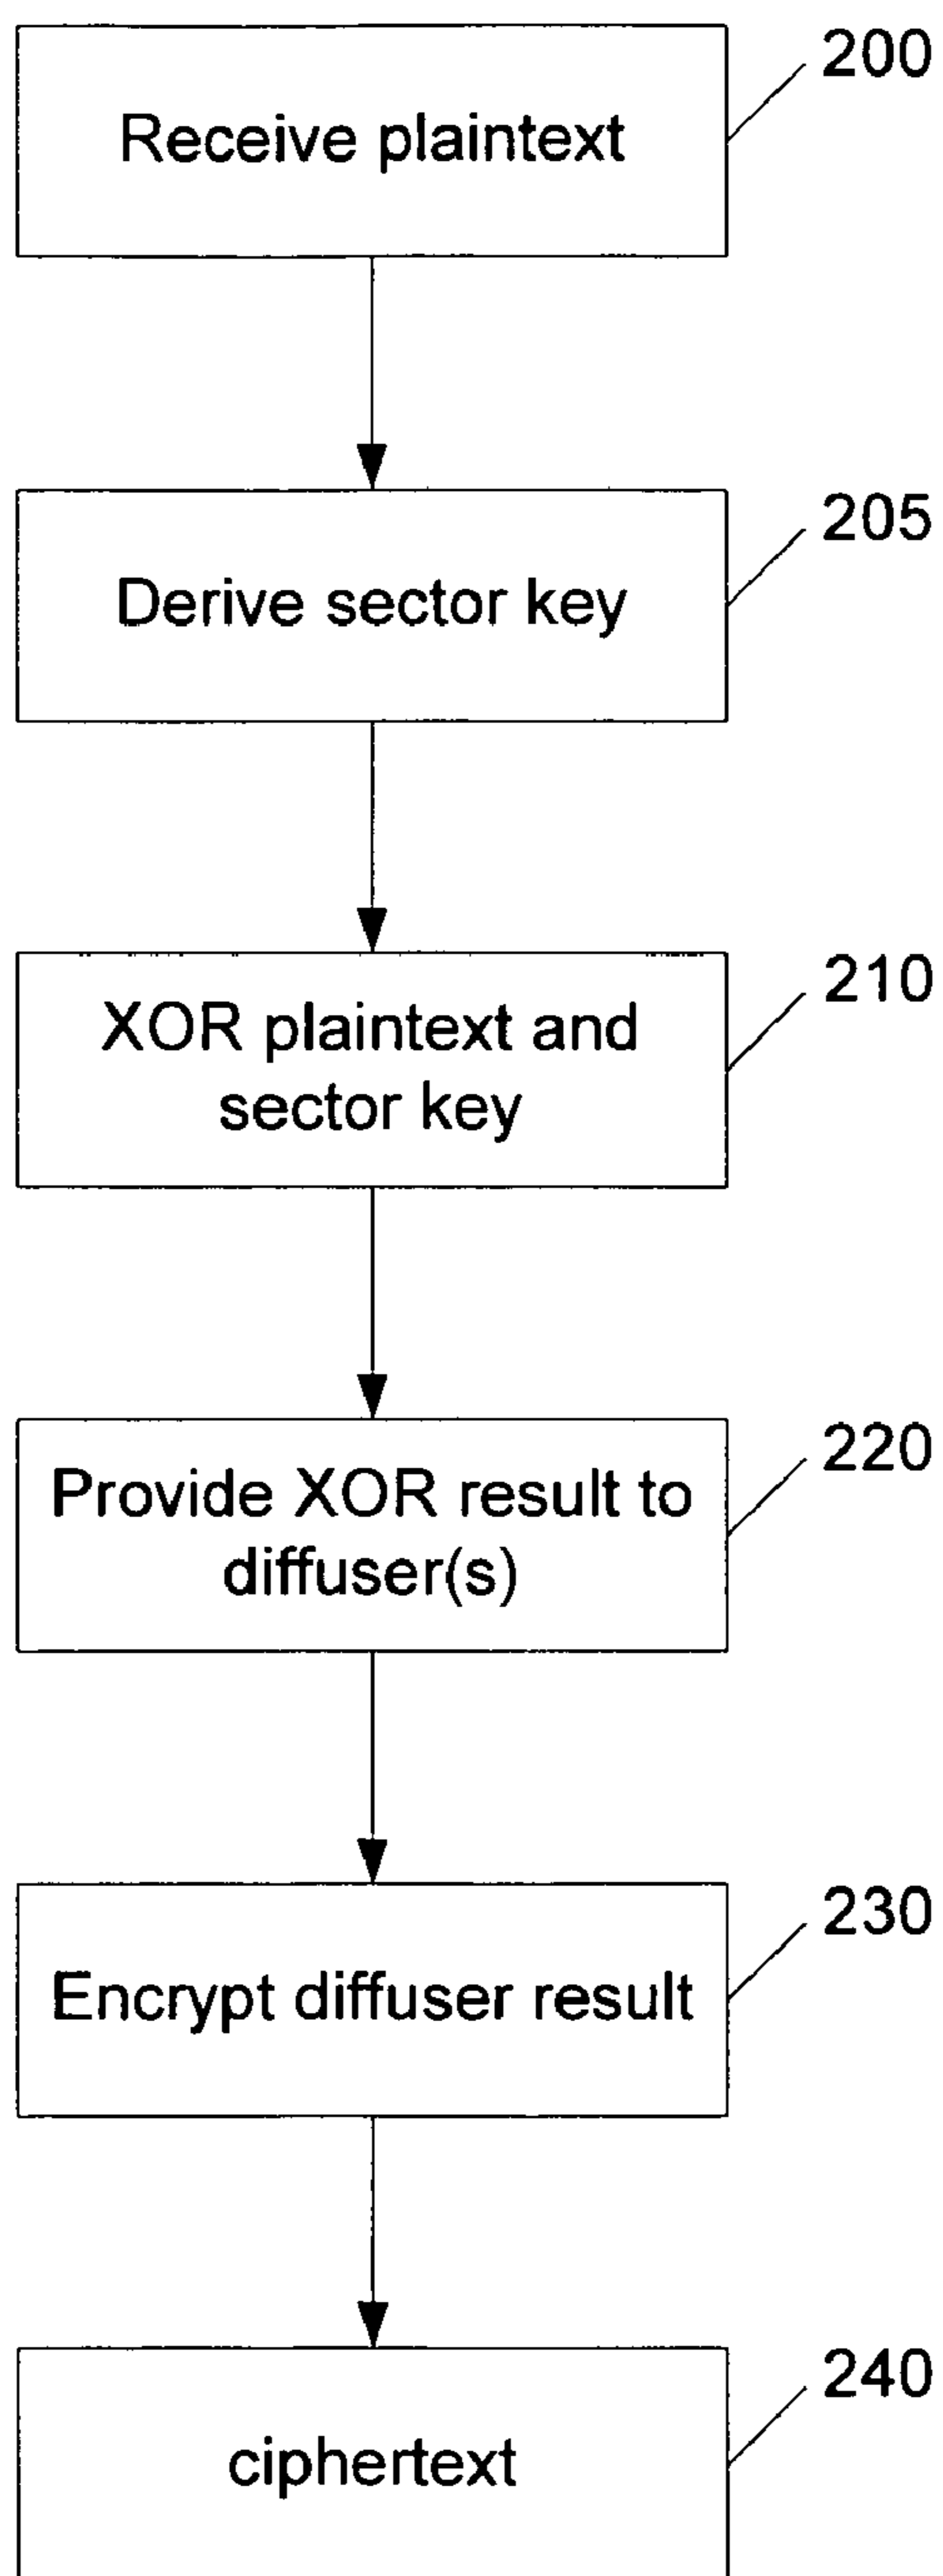 200
Receive plaintext
205
Derive sector key
210
XOR plaintext and
sector key
220
Provide XOR result to
diffuser(s)
230
Encrypt diffuser result
240
ciphertext